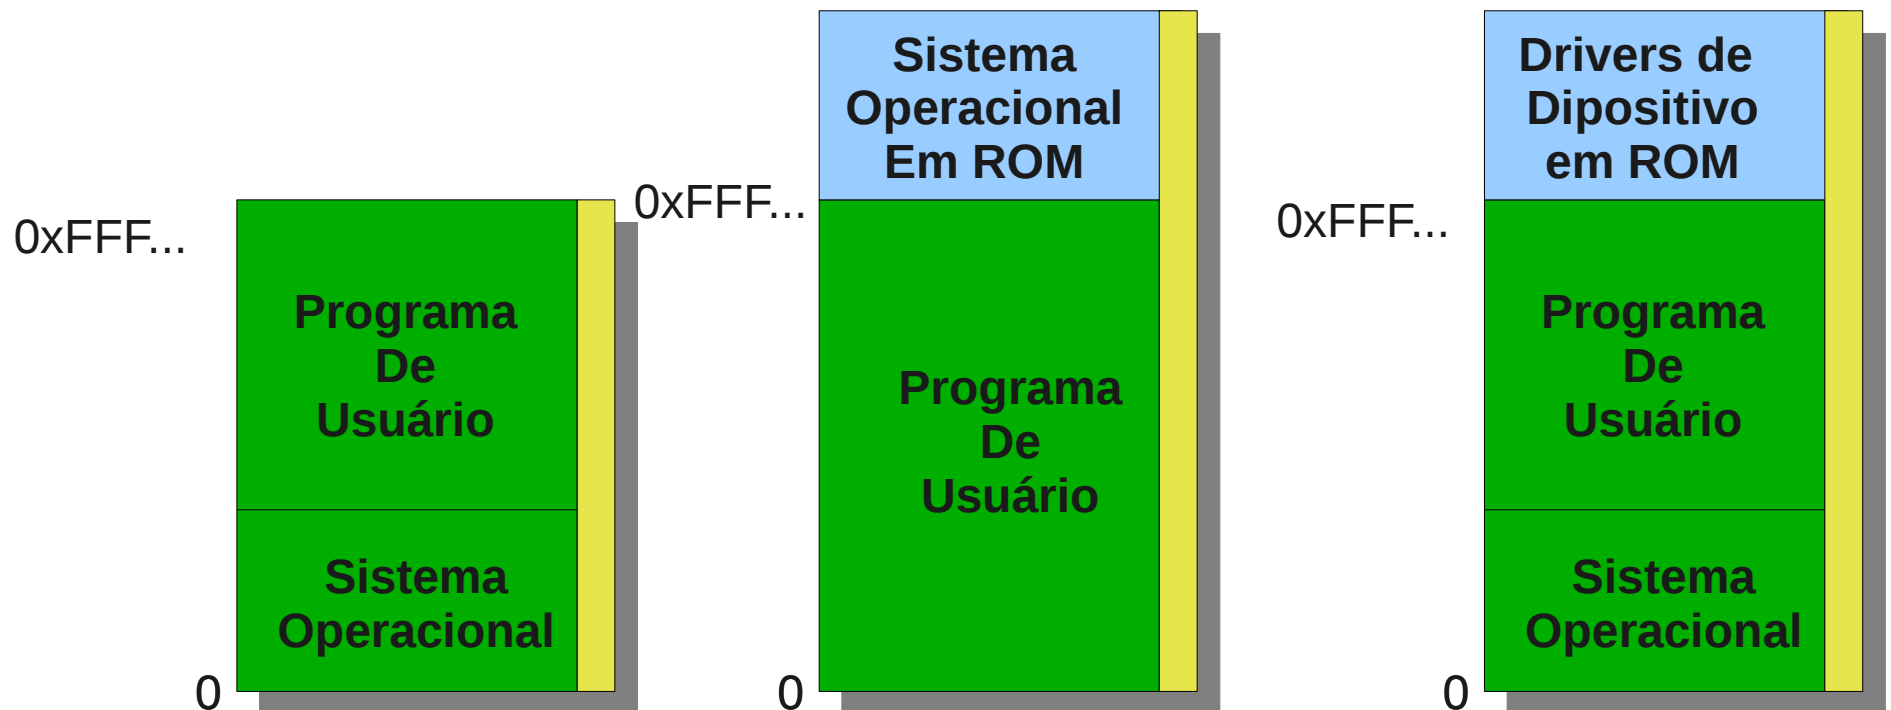 0xFFF...
Programa
De
Usuário
Sistema
Operacional
0
Sistema
Operacional
Em ROM
0xFFF...
Programa
De
Usuário
0
Drivers de
Dipositivo
em ROM
0xFFF...
Programa
De
Usuário
Sistema
Operacional
0